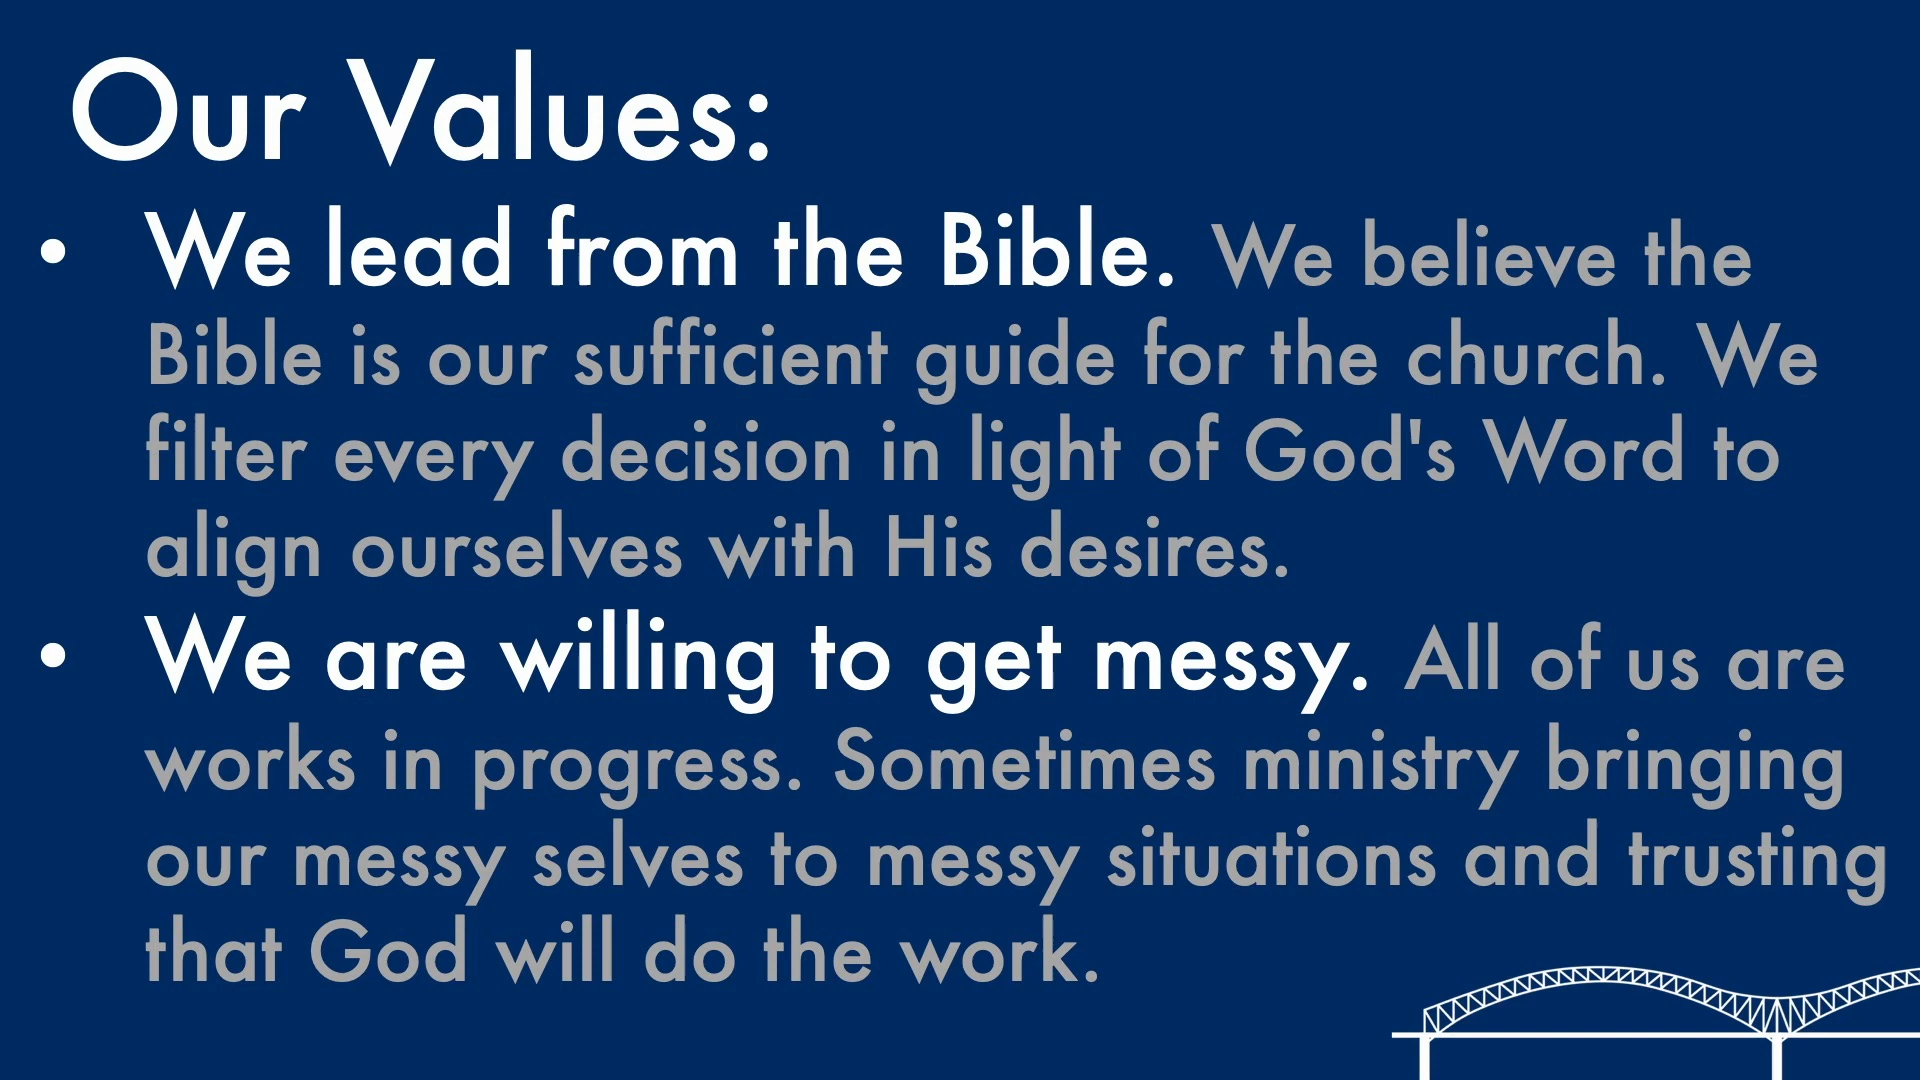 Our Values:
• We lead from the Bible. We believe the
Bible is our sufficient guide for the church. We
filter every decision in light of God's Word to
align ourselves with His desires.
• We are willing to get messy. All of us are
works in progress. Sometimes ministry bringing
our messy selves to messy situations and trusting
that God will do the work.